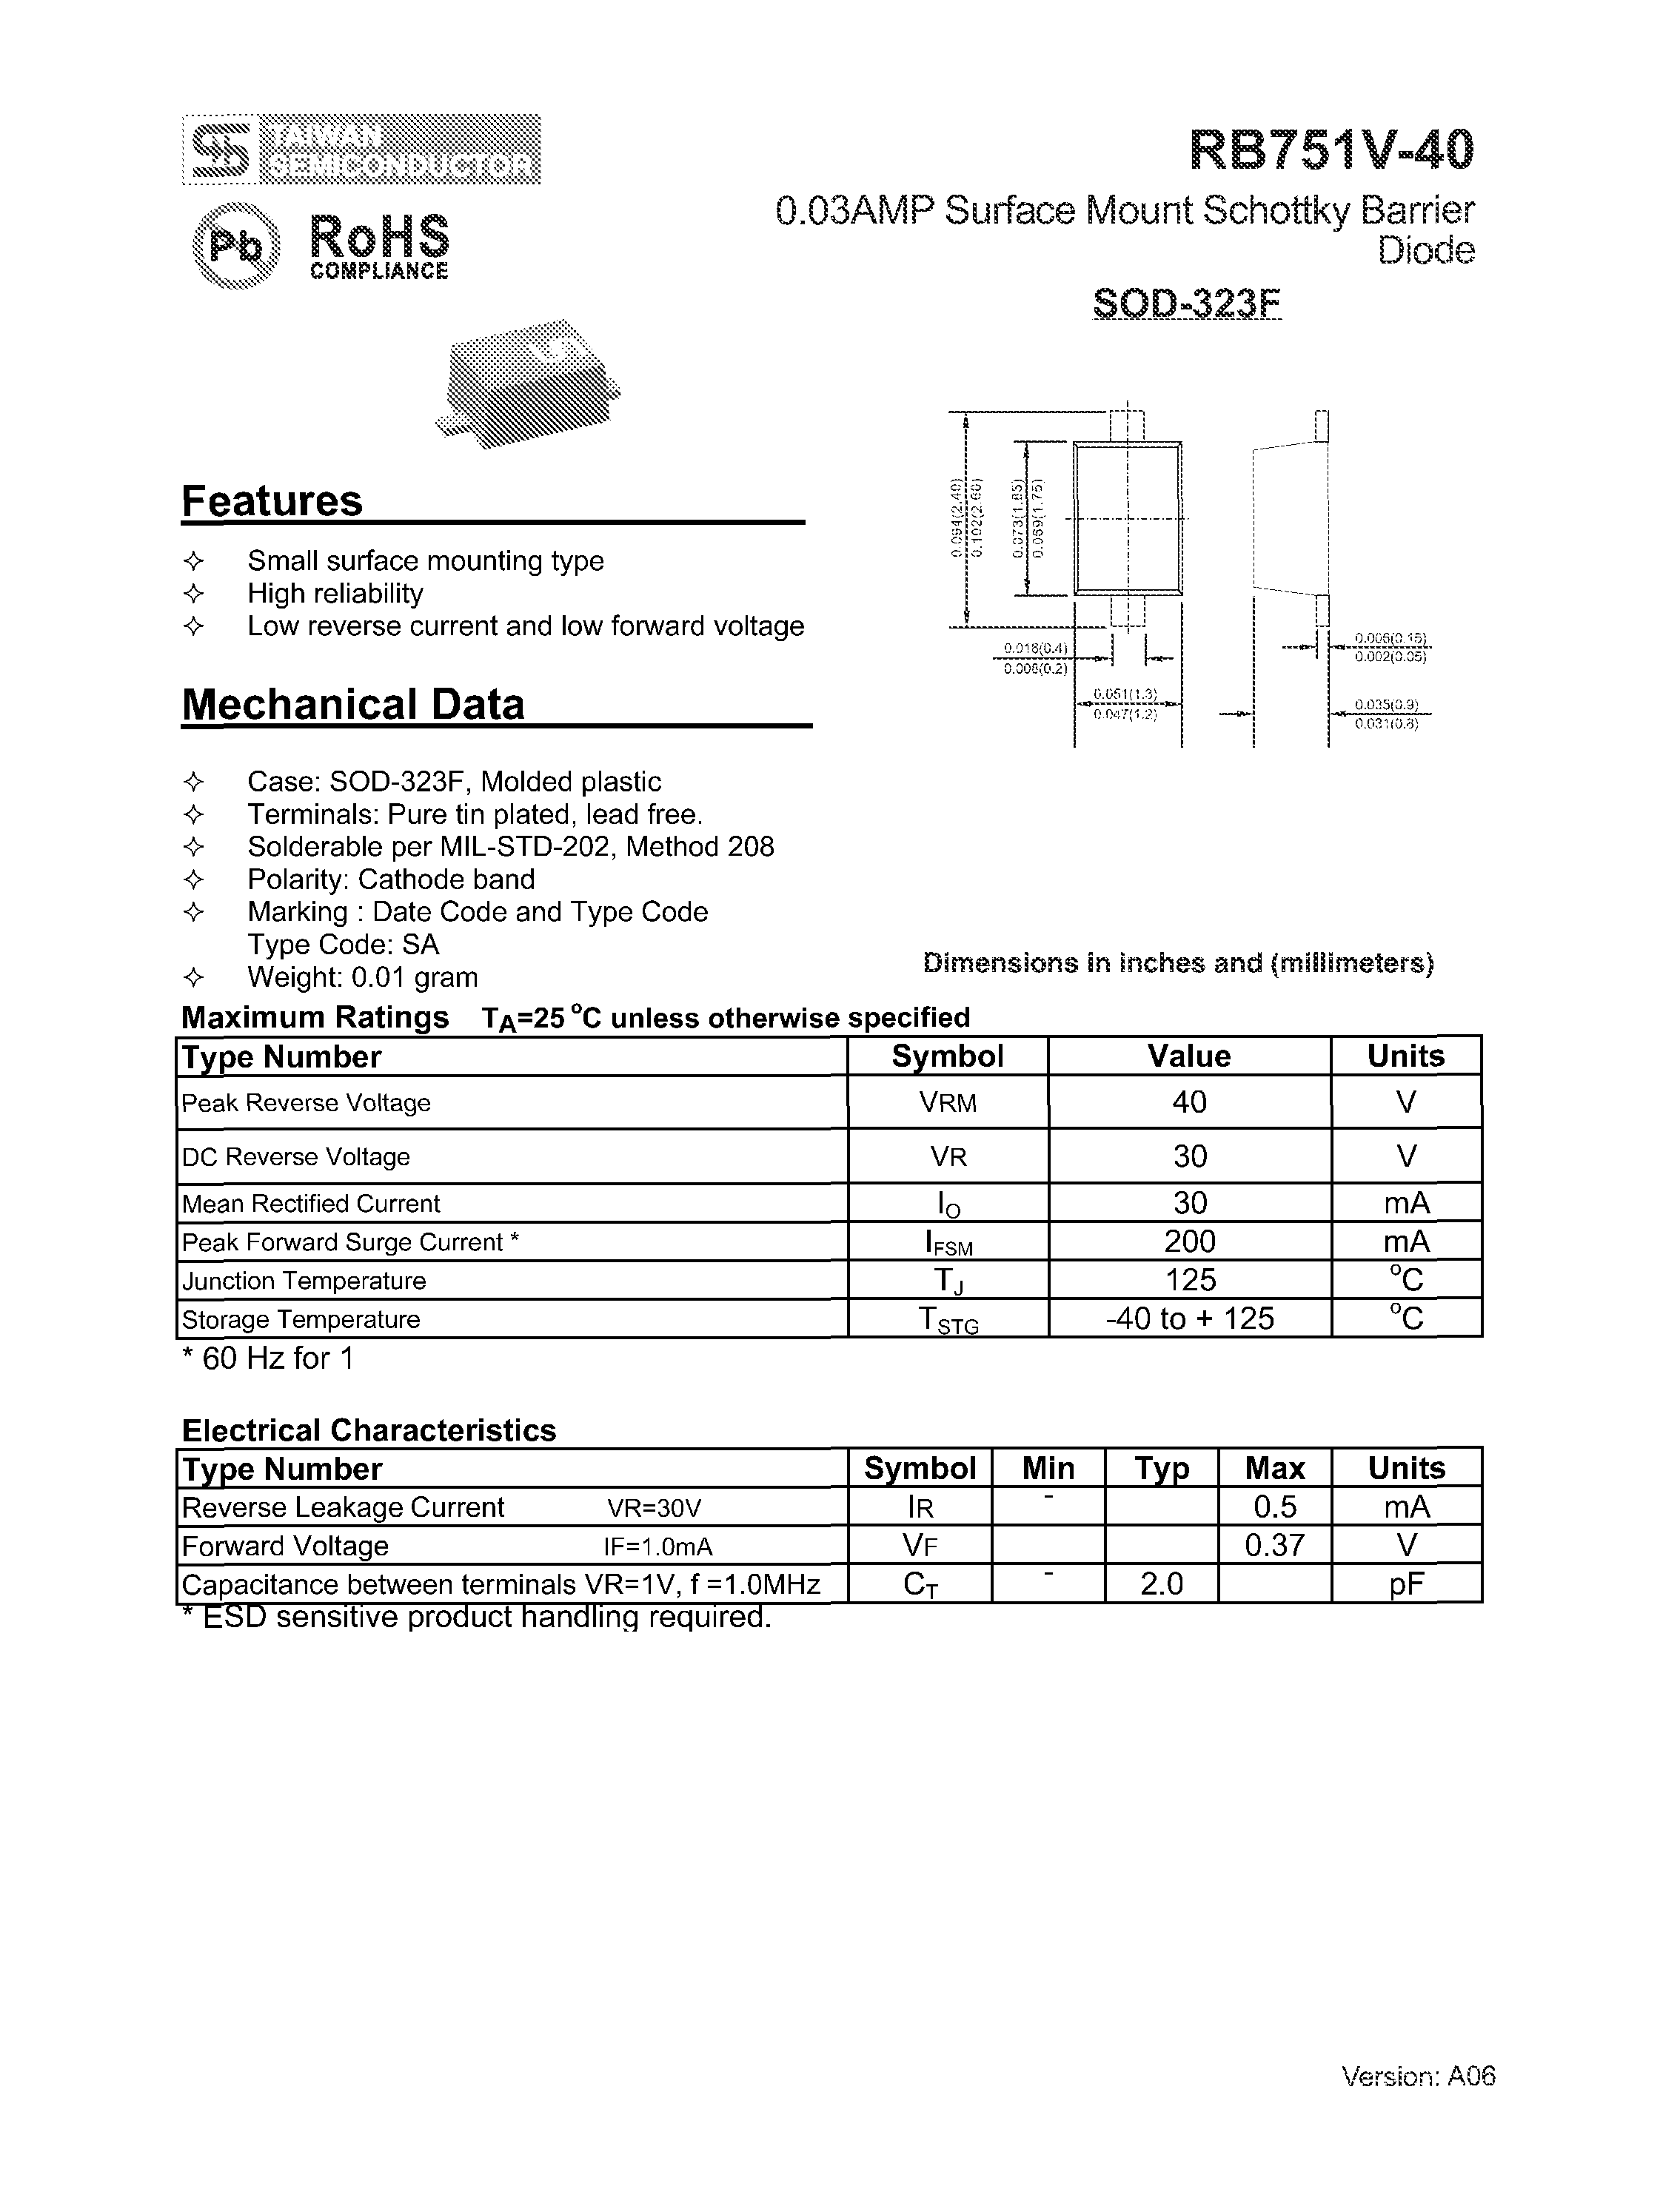 TAIWAN
SEMICONDUCTOR
RB751V-40
0.03AMP Surface Mount Schottky Barrier
Diode
Pb
RoHS
COMPLIANCE
SOD-323F
Features
✧ Small surface mounting type
✧ High reliability
✧ Low reverse current and low forward voltage
0.094(2.40)
0.102(2.60)
0.073(1.85)
0.069(1.75)
0.018(0.4)
0.008(0.2)
0.051(1.3)
0.047(1.2)
0.006(0.15)
0.002(0.05)
0.035(0.9)
0.031(0.8)
Mechanical Data
✧ Case: SOD-323F, Molded plastic
✧ Terminals: Pure tin plated, lead free.
✧ Solderable per MIL-STD-202, Method 208
✧ Polarity: Cathode band
✧ Marking : Date Code and Type Code
Type Code: SA
✧ Weight: 0.01 gram
Dimensions in inches and (millimeters)
Maximum Ratings TA=25 °C unless otherwise specified
Type Number Symbol Value Units
Peak Reverse Voltage VRM 40 V
DC Reverse Voltage VR 30 V
Mean Rectified Current IO 30 mA
Peak Forward Surge Current * IFSM 200 mA
Junction Temperature TJ 125 °C
Storage Temperature TSTG -40 to + 125 °C
* 60 Hz for 1
Electrical Characteristics
Type Number Symbol Min Typ Max Units
Reverse Leakage Current VR=30V IR - 0.5 mA
Forward Voltage IF=1.0mA VF 0.37 V
Capacitance between terminals VR=1V, f =1.0MHz CT - 2.0 pF
* ESD sensitive product handling required.
Version: A06